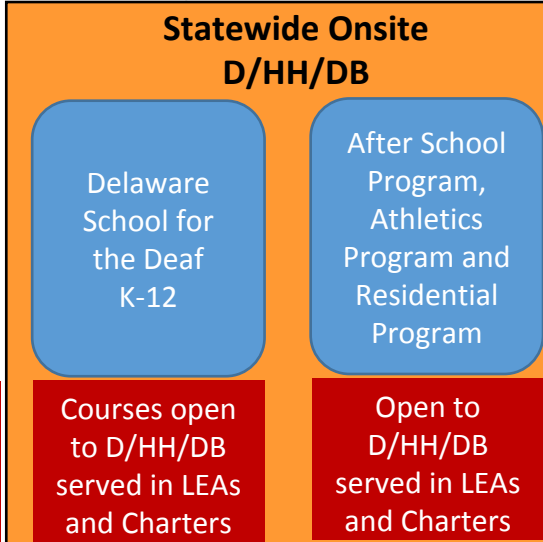 Statewide Onsite
D/HH/DB
Delaware
School for
the Deaf
K-12
After School
Program,
Athletics
Program and
Residential
Program
Courses open
to D/HH/DB
served in LEAs
and Charters
Open to
D/HH/DB
served in LEAs
and Charters